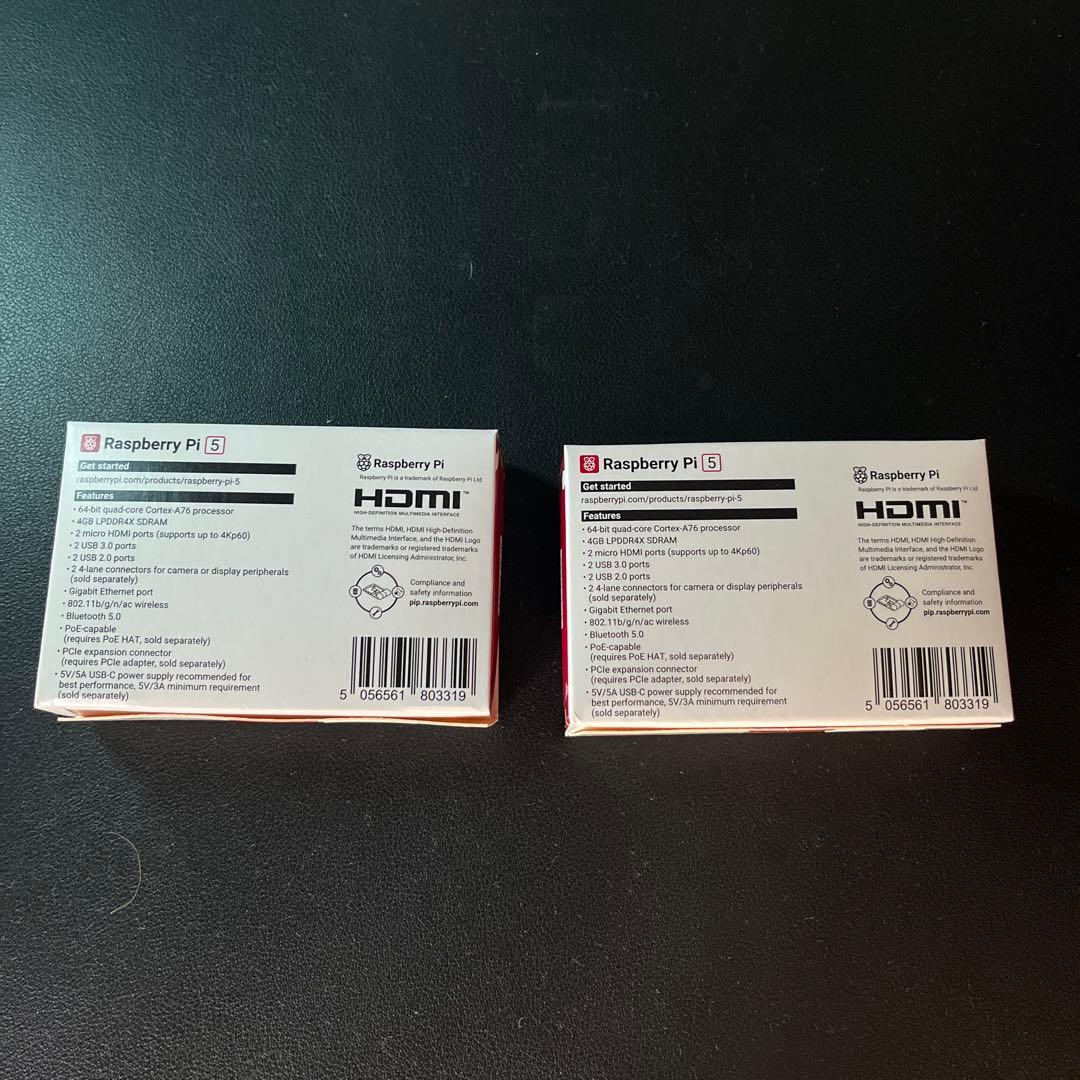 Raspberry Pi 5
Get started
raspberrypi.com/products/raspberry-pi-5
Features
• 64-bit quad-core Cortex-A76 processor
• 4GB LPDDR4X SDRAM
• 2 micro HDMI ports (supports up to 4Kp60)
• 2 USB 3.0 ports
• 2 USB 2.0 ports
• 2 4-lane connectors for camera or display peripherals
(sold separately)
• Gigabit Ethernet port
• 802.11b/g/n/ac wireless
• Bluetooth 5.0
• PoE-capable
(requires PoE HAT, sold separately)
• PCIe expansion connector
(requires PCIe adapter, sold separately)
• 5V/5A USB-C power supply recommended for
best performance, 5V/3A minimum requirement
(sold separately)
Raspberry Pi
Raspberry Pi is a trademark of Raspberry Pi Ltd
HDMI™
HIGH-DEFINITION MULTIMEDIA INTERFACE
The terms HDMI, HDMI High-Definition
Multimedia Interface, and the HDMI Logo
are trademarks or registered trademarks
of HDMI Licensing Administrator, Inc.
Compliance and
safety information
pip.raspberrypi.com
5 056561 803319
Raspberry Pi 5
Get started
raspberrypi.com/products/raspberry-pi-5
Features
• 64-bit quad-core Cortex-A76 processor
• 4GB LPDDR4X SDRAM
• 2 micro HDMI ports (supports up to 4Kp60)
• 2 USB 3.0 ports
• 2 USB 2.0 ports
• 2 4-lane connectors for camera or display peripherals
(sold separately)
• Gigabit Ethernet port
• 802.11b/g/n/ac wireless
• Bluetooth 5.0
• PoE-capable
(requires PoE HAT, sold separately)
• PCIe expansion connector
(requires PCIe adapter, sold separately)
• 5V/5A USB-C power supply recommended for
best performance, 5V/3A minimum requirement
(sold separately)
Raspberry Pi
Raspberry Pi is a trademark of Raspberry Pi Ltd
HDMI™
HIGH-DEFINITION MULTIMEDIA INTERFACE
The terms HDMI, HDMI High-Definition
Multimedia Interface, and the HDMI Logo
are trademarks or registered trademarks
of HDMI Licensing Administrator, Inc.
Compliance and
safety information
pip.raspberrypi.com
5 056561 803319